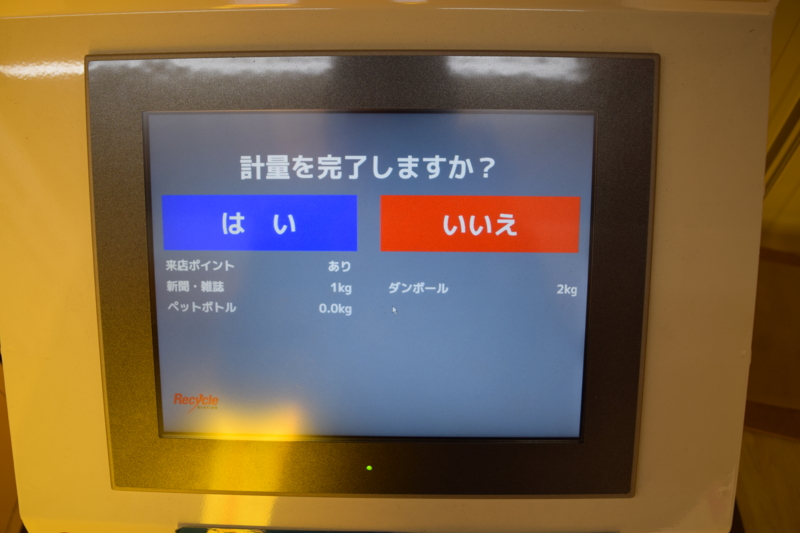 計量を完了しますか?
は い
いいえ
来店ポイント あり
新聞・雑誌 1kg
ダンボール 2kg
ペットボトル 0.0kg
Recycle